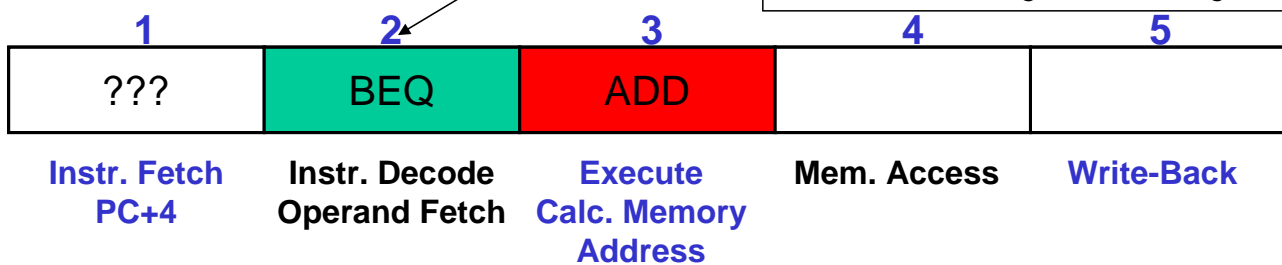 1 2 3 4 5
??? BEQ ADD
Instr. Fetch Instr. Decode Execute Mem. Access Write-Back
PC+4 Operand Fetch Calc. Memory
Address